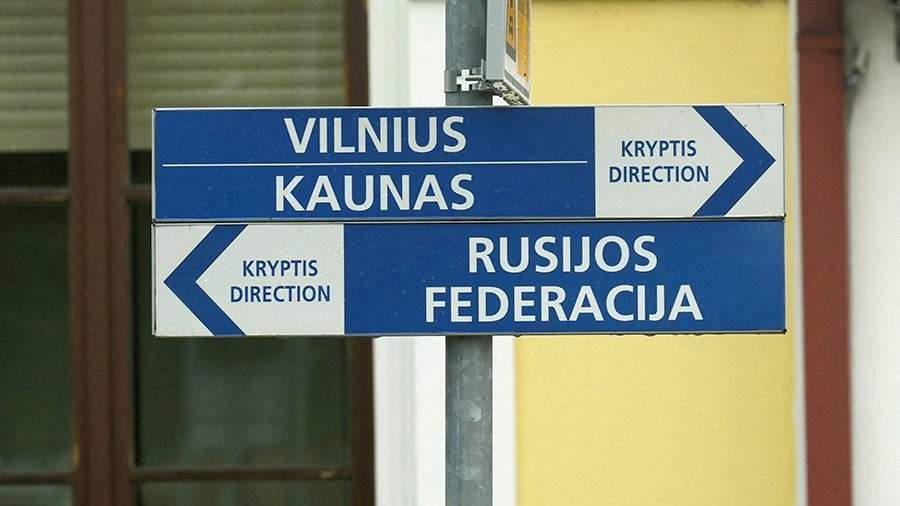 VILNIUS
KAUNAS
KRYPTIS
DIRECTION
KRYPTIS
DIRECTION
RUSIJOS
FEDERACIJA